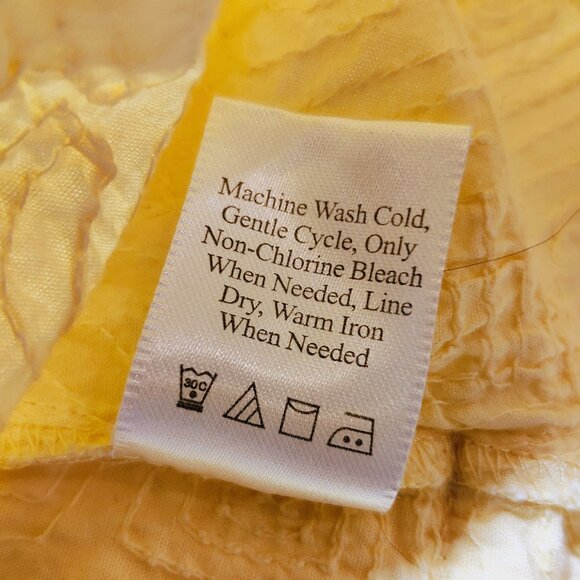 Machine Wash Cold,
Gentle Cycle, Only
Non-Chlorine Bleach
When Needed, Line
Dry, Warm Iron
When Needed
30C